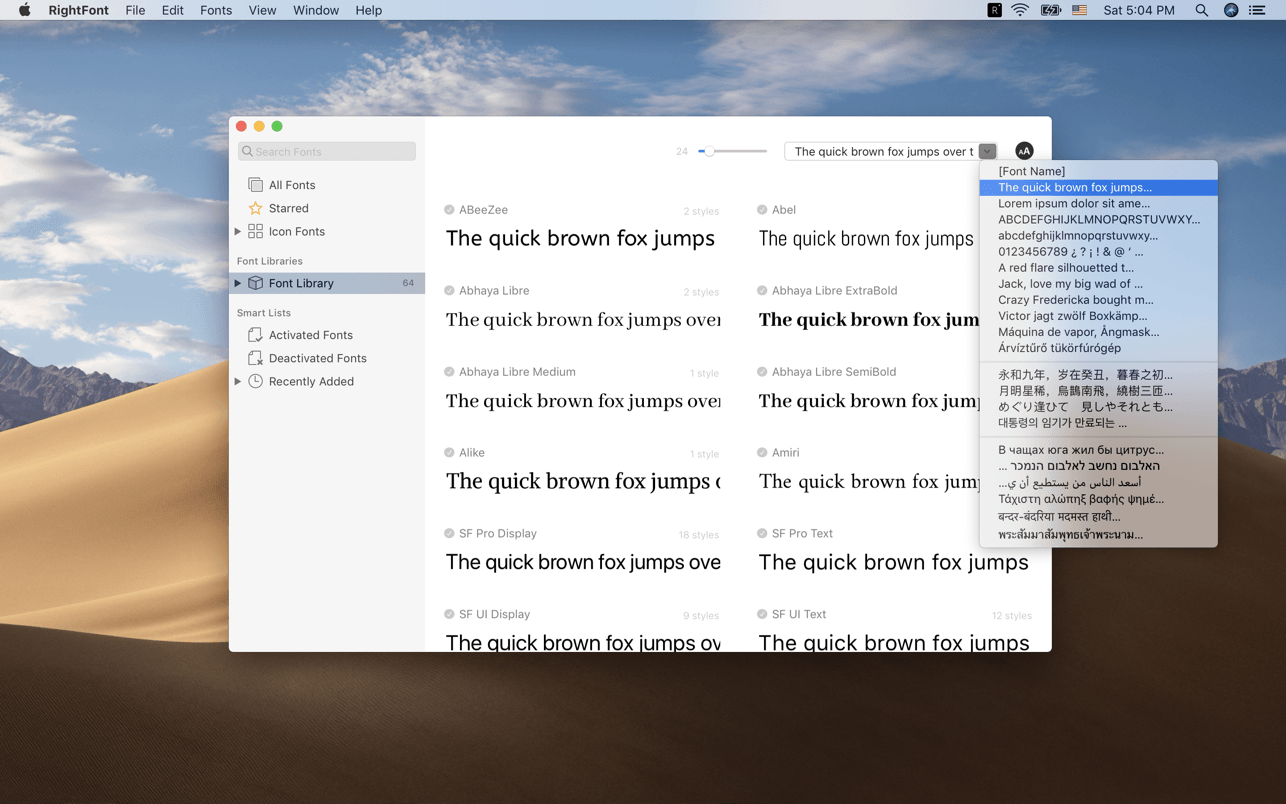 RightFont File Edit Fonts View Window Help Sat 5:04 PM
Search Fonts
All Fonts
Starred
Icon Fonts
Font Libraries
Font Library 64
Smart Lists
Activated Fonts
Deactivated Fonts
Recently Added
24 The quick brown fox jumps over t AA
ABeeZee 2 styles
The quick brown fox jumps
Abel
The quick brown fox jumps
Abhaya Libre 2 styles
The quick brown fox jumps over
Abhaya Libre ExtraBold
The quick brown fox jum
Abhaya Libre Medium 1 style
The quick brown fox jumps over
Abhaya Libre SemiBold
The quick brown fox jum
Alike 1 style
The quick brown fox jumps
Amiri
The quick brown fox jum
SF Pro Display 18 styles
The quick brown fox jumps ove
SF Pro Text
The quick brown fox jumps
SF UI Display 9 styles
The quick brown fox jumps ov
SF UI Text 12 styles
The quick brown fox jumps
[Font Name]
The quick brown fox jumps...
Lorem ipsum dolor sit ame...
ABCDEFGHIJKLMNOPQRSTUVWXY...
abcdefghijklmnopqrstuvwxy...
0123456789 ¿ ? ¡ ! & @ ‘ ...
A red flare silhouetted t...
Jack, love my big wad of ...
Crazy Fredericka bought m...
Victor jagt zwölf Boxkämp...
Máquina de vapor, Ångmask...
Árvíztűrő tükörfúrógép
永和九年，岁在癸丑，暮春之初...
月明星稀，烏鵲南飛，繞樹三匝...
めぐり逢ひて　見しやそれとも...
대통령의 임기가 만료되는 ...
В чащах юга жил бы цитрус...
האלבום נחשב לאלבום הנמכר ...
أسعد الناس من يستطيع أن ي...
Τάχιστη αλώπηξ βαφής ψημέ...
बन्दर-बंदरिया मदमस्त हाथी...
พระสัมมาสัมพุทธเจ้าพระนาม...